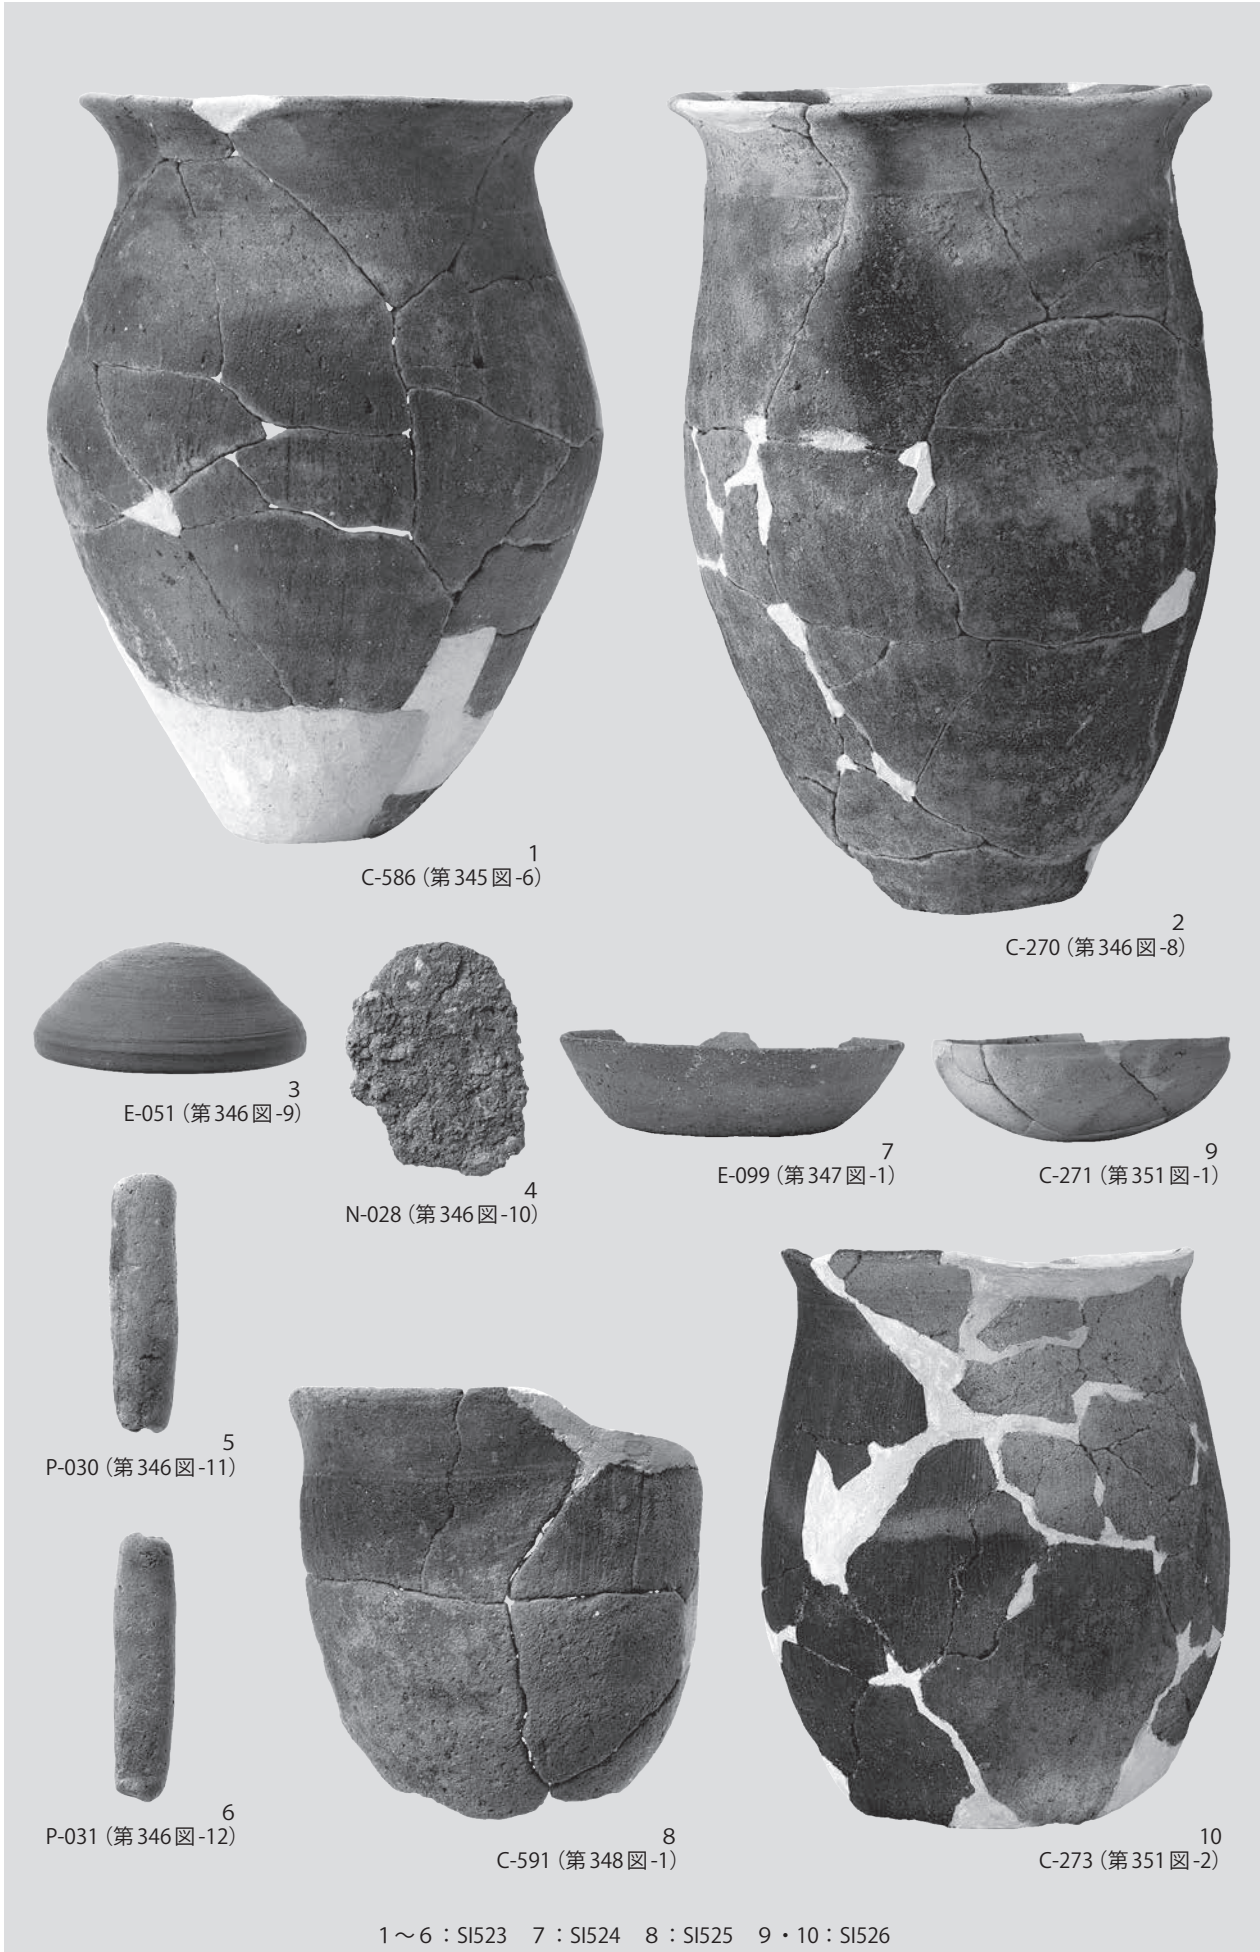 1
C-586（第345図-6）
2
C-270（第346図-8）
3
E-051（第346図-9）
4
N-028（第346図-10）
7
E-099（第347図-1）
9
C-271（第351図-1）
5
P-030（第346図-11）
6
P-031（第346図-12）
8
C-591（第348図-1）
10
C-273（第351図-2）
1～6：SI523　7：SI524　8：SI525　9・10：SI526